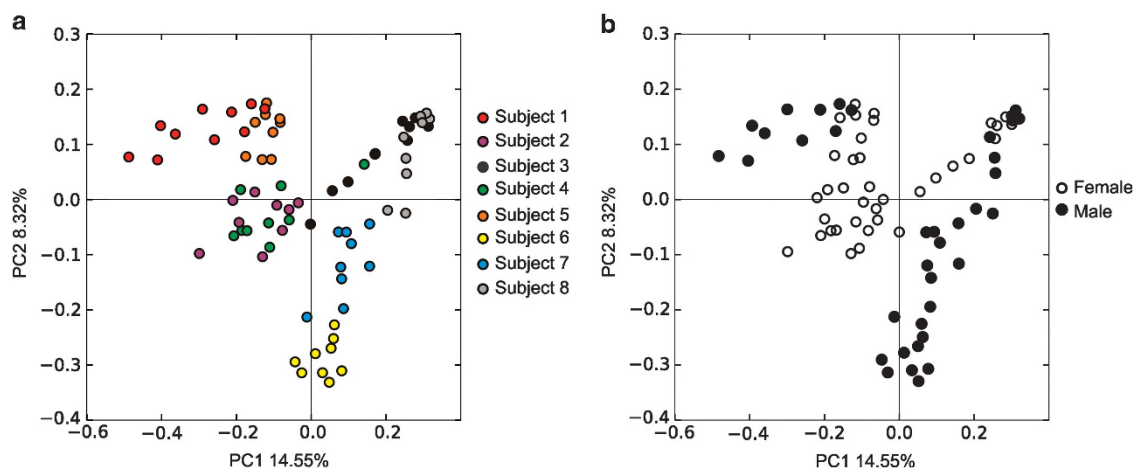 a
0.3
0.2
0.1
0.0
−0.1
−0.2
−0.3
−0.4
−0.6
−0.4
−0.2
0.0
0.2
PC2 8.32%
PC1 14.55%
Subject 1
Subject 2
Subject 3
Subject 4
Subject 5
Subject 6
Subject 7
Subject 8
b
0.3
0.2
0.1
0.0
−0.1
−0.2
−0.3
−0.4
−0.6
−0.4
−0.2
0.0
0.2
PC2 8.32%
PC1 14.55%
Female
Male